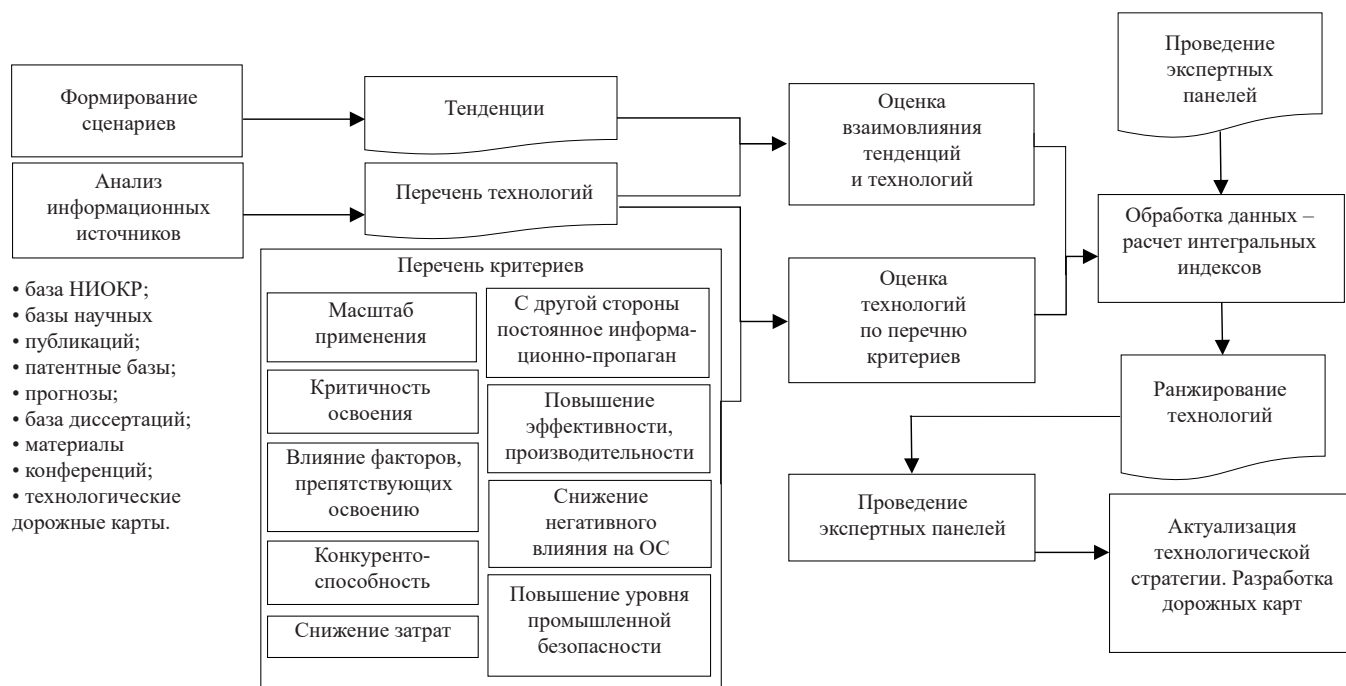 Формирование
сценариев
Тенденции
Оценка
взаимовлияния
тенденций
и технологий
Проведение
экспертных
панелей
Анализ
информационных
источников
Перечень технологий
Обработка данных –
расчет интегральных
индексов
• база НИОКР;
• базы научных
• публикаций;
• патентные базы;
• прогнозы;
• база диссертаций;
• материалы
• конференций;
• технологические
дорожные карты.
Перечень критериев
Масштаб
применения
Критичность
освоения
Влияние факторов,
препятствующих
освоению
Конкуренто-
способность
Снижение затрат
С другой стороны
постоянное информа-
ционно-пропаган
Повышение
эффективности,
производительности
Снижение
негативного
влияния на ОС
Повышение уровня
промышленной
безопасности
Оценка
технологий
по перечню
критериев
Ранжирование
технологий
Проведение
экспертных панелей
Актуализация
технологической
стратегии. Разработка
дорожных карт